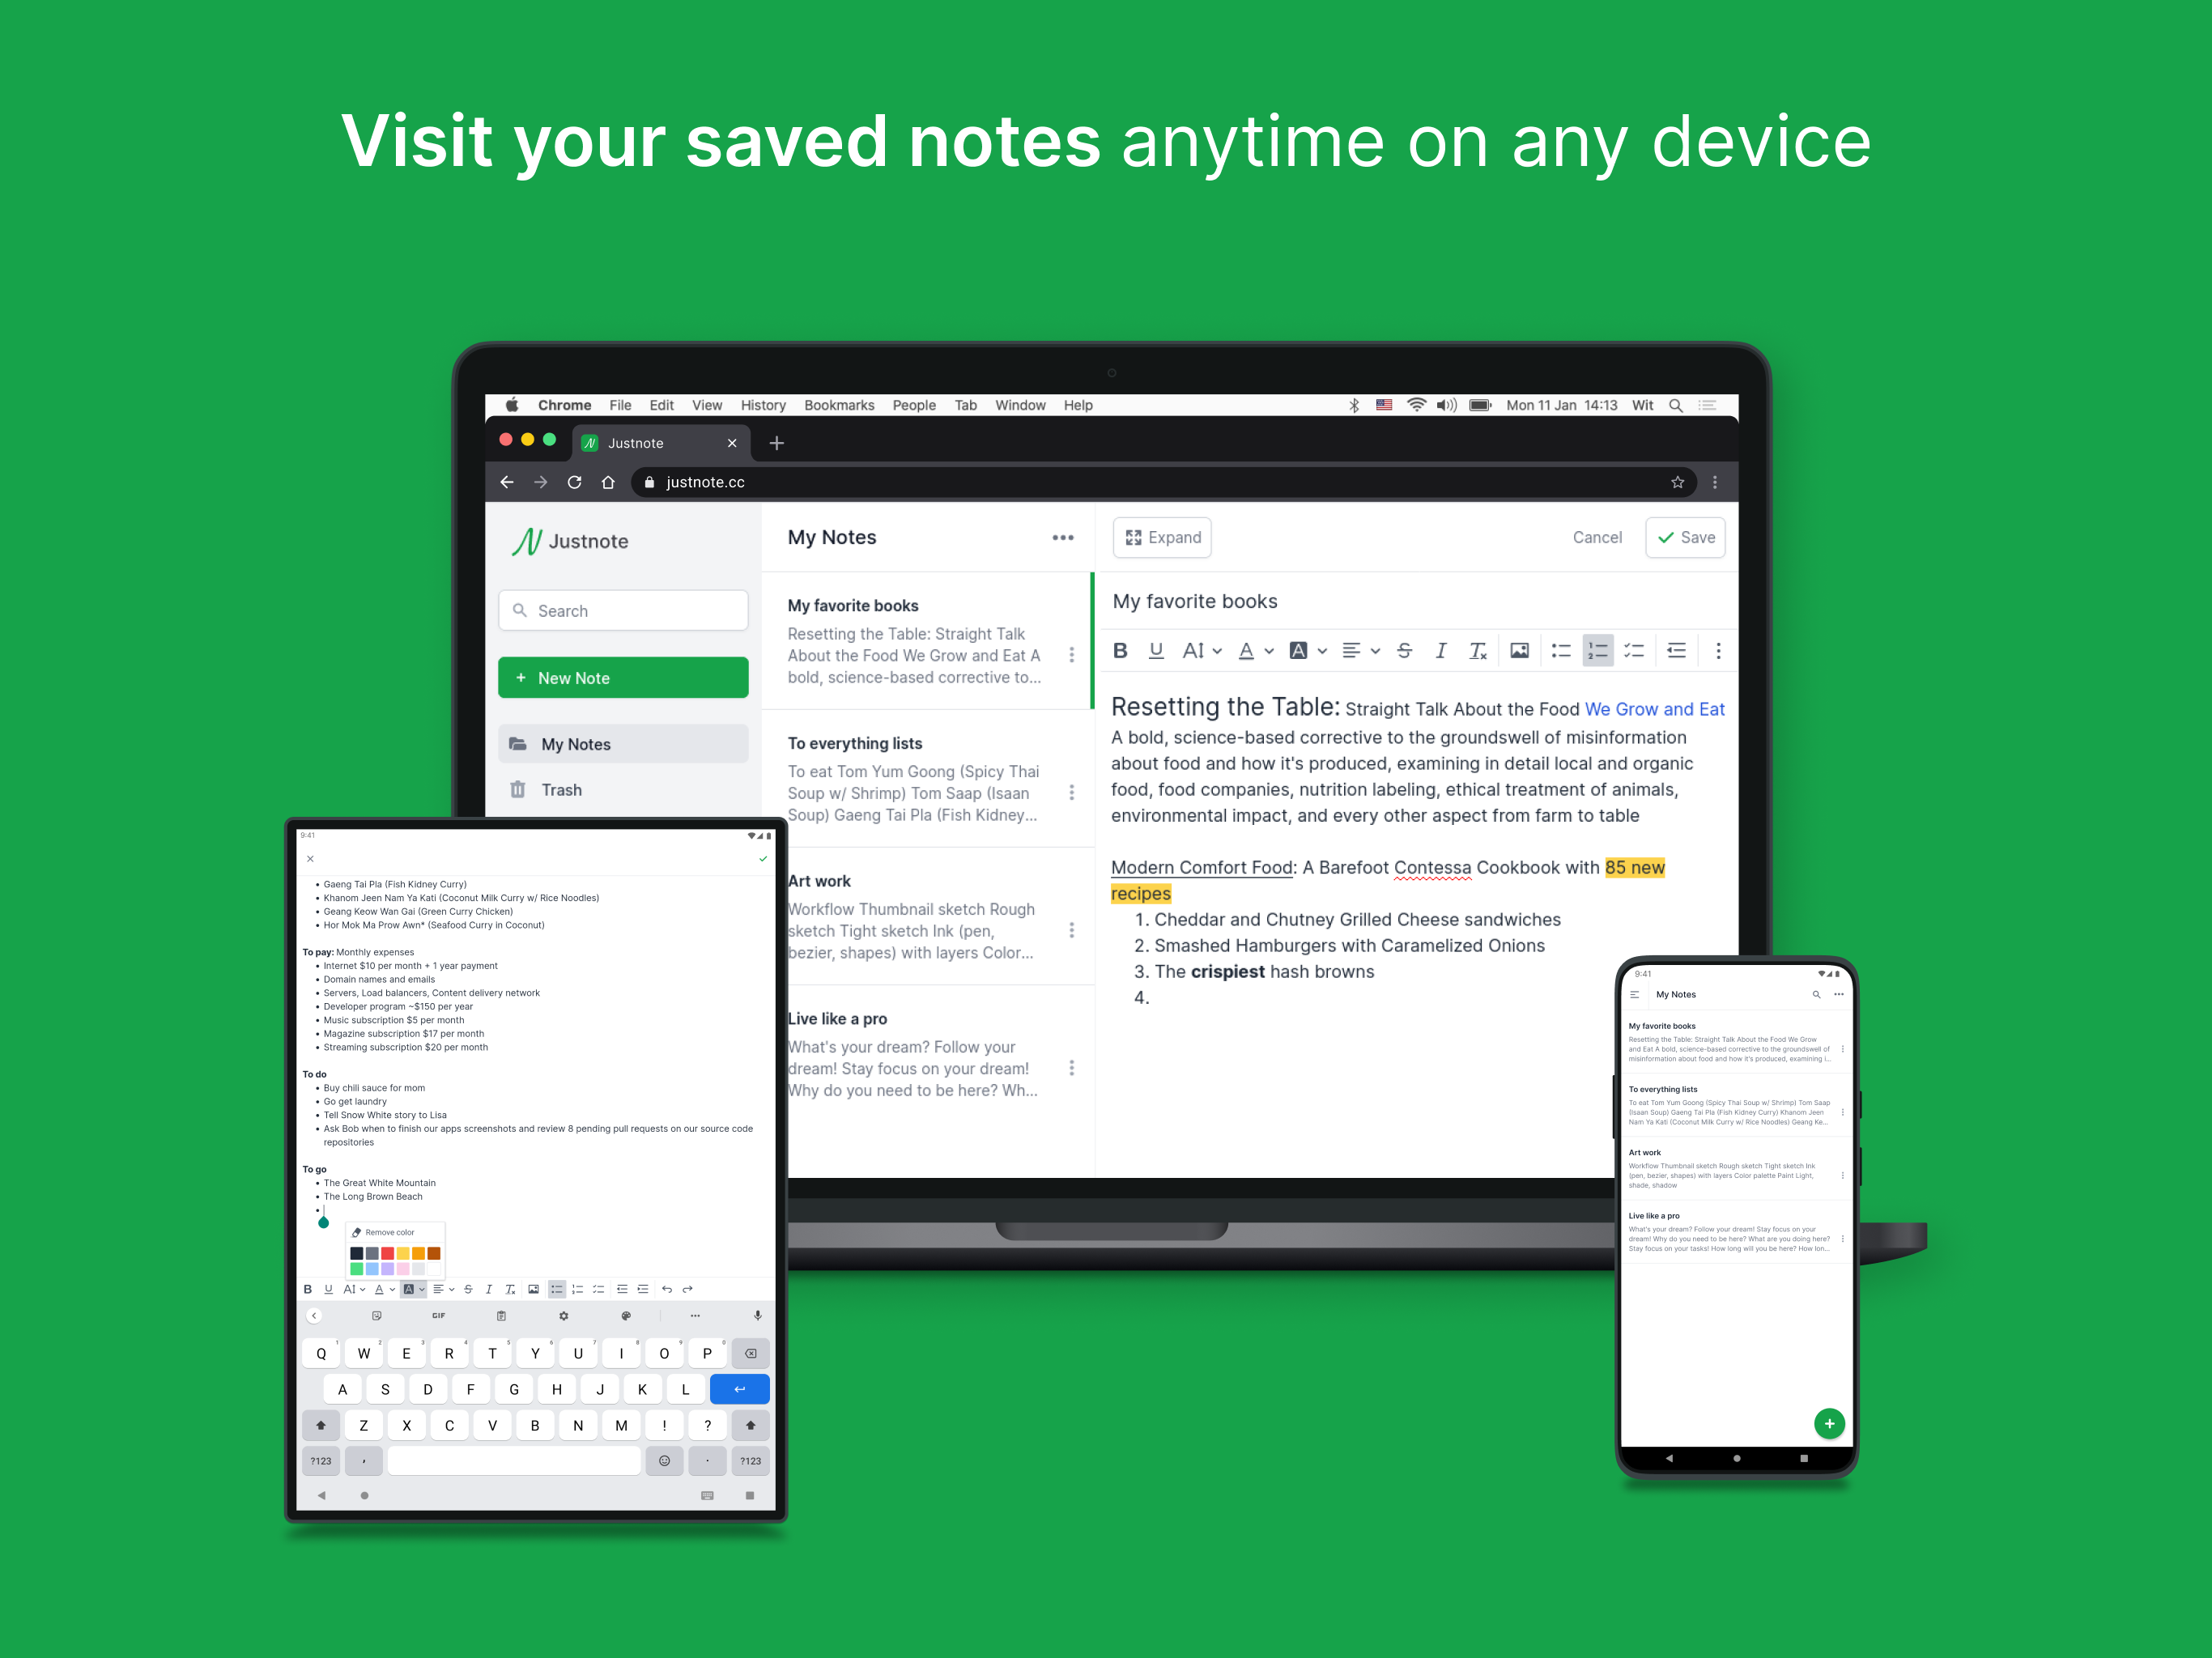 Visit your saved notes anytime on any device
Chrome File Edit View History Bookmarks People Tab Window Help Mon 11 Jan 14:13 Wit
Justnote
justnote.cc
Justnote
Search
+ New Note
My Notes
Trash
My Notes
My favorite books
Resetting the Table: Straight Talk
About the Food We Grow and Eat A
bold, science-based corrective to...
To everything lists
To eat Tom Yum Goong (Spicy Thai
Soup w/ Shrimp) Tom Saap (Isaan
Soup) Gaeng Tai Pla (Fish Kidney...
Art work
Workflow Thumbnail sketch Rough
sketch Tight sketch Ink (pen,
bezier, shapes) with layers Color...
Live like a pro
What's your dream? Follow your
dream! Stay focus on your dream!
Why do you need to be here? Wh...
Expand Cancel Save
My favorite books
B U AI A A S I Tx
Resetting the Table: Straight Talk About the Food We Grow and Eat
A bold, science-based corrective to the groundswell of misinformation
about food and how it's produced, examining in detail local and organic
food, food companies, nutrition labeling, ethical treatment of animals,
environmental impact, and every other aspect from farm to table
Modern Comfort Food: A Barefoot Contessa Cookbook with 85 new
recipes
1. Cheddar and Chutney Grilled Cheese sandwiches
2. Smashed Hamburgers with Caramelized Onions
3. The crispiest hash browns
4.
9:41
• Gaeng Tai Pla (Fish Kidney Curry)
• Khanom Jeen Nam Ya Kati (Coconut Milk Curry w/ Rice Noodles)
• Geang Keow Wan Gai (Green Curry Chicken)
• Hor Mok Ma Prow Awn* (Seafood Curry in Coconut)
To pay: Monthly expenses
• Internet $10 per month + 1 year payment
• Domain names and emails
• Servers, Load balancers, Content delivery network
• Developer program ~$150 per year
• Music subscription $5 per month
• Magazine subscription $17 per month
• Streaming subscription $20 per month
To do
• Buy chili sauce for mom
• Go get laundry
• Tell Snow White story to Lisa
• Ask Bob when to finish our apps screenshots and review 8 pending pull requests on our source code
repositories
To go
• The Great White Mountain
• The Long Brown Beach
•
Remove color
B U AI A A S I Tx
GIF
1 2 3 4 5 6 7 8 9 0
Q W E R T Y U I O P
A S D F G H J K L
Z X C V B N M ! ?
?123 , . ?123
9:41
My Notes
My favorite books
Resetting the Table: Straight Talk About the Food We Grow
and Eat A bold, science-based corrective to the groundswell of
misinformation about food and how it's produced, examining i...
To everything lists
To eat Tom Yum Goong (Spicy Thai Soup w/ Shrimp) Tom Saap
(Isaan Soup) Gaeng Tai Pla (Fish Kidney Curry) Khanom Jeen
Nam Ya Kati (Coconut Milk Curry w/ Rice Noodles) Geang Ke...
Art work
Workflow Thumbnail sketch Rough sketch Tight sketch Ink
(pen, bezier, shapes) with layers Color palette Paint Light,
shade, shadow
Live like a pro
What's your dream? Follow your dream! Stay focus on your
dream! Why do you need to be here? What are you doing here?
Stay focus on your tasks! How long will you be here? How lon...